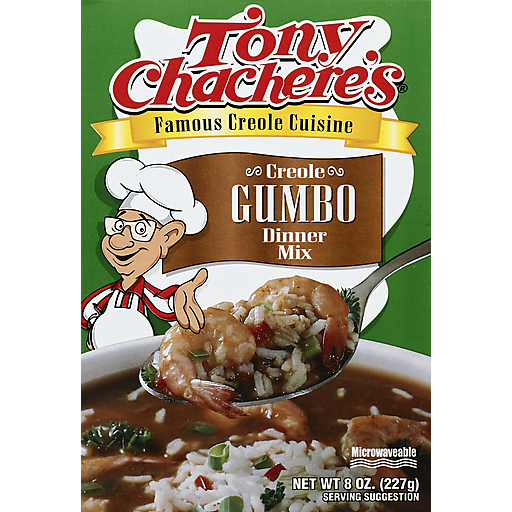 Tony
Chachere's®
Famous Creole Cuisine
Creole
GUMBO
Dinner
Mix
Microwaveable
NET WT 8 OZ. (227g)
SERVING SUGGESTION